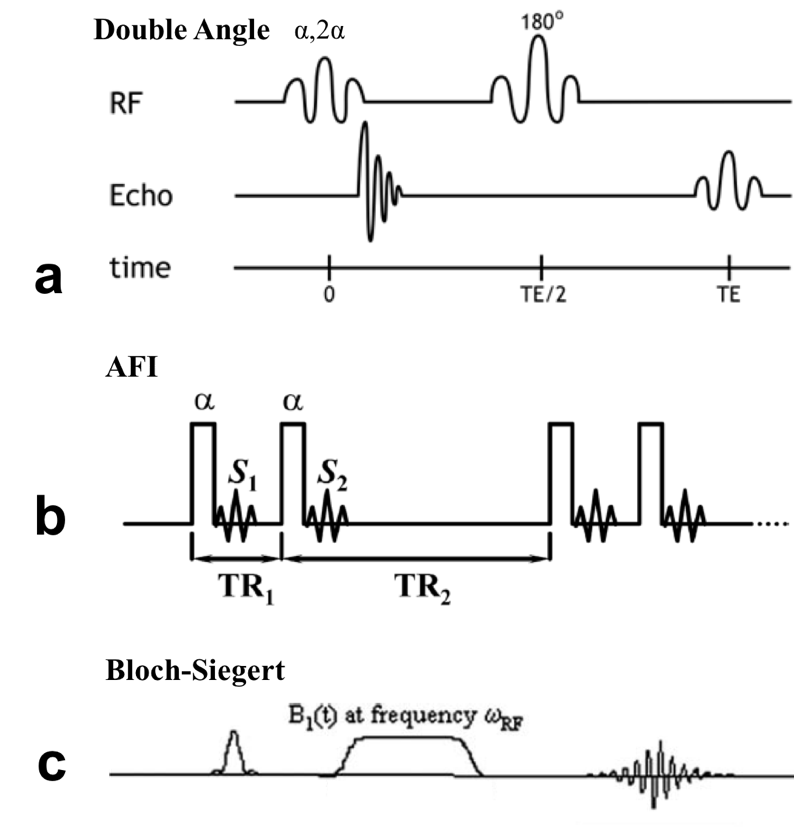 Double Angle α,2α
180°
RF
Echo
a time
0 TE/2 TE
AFI
α α
S₁ S₂
b
TR₁ TR₂
Bloch-Siegert
B₁(t) at frequency ωRF
c